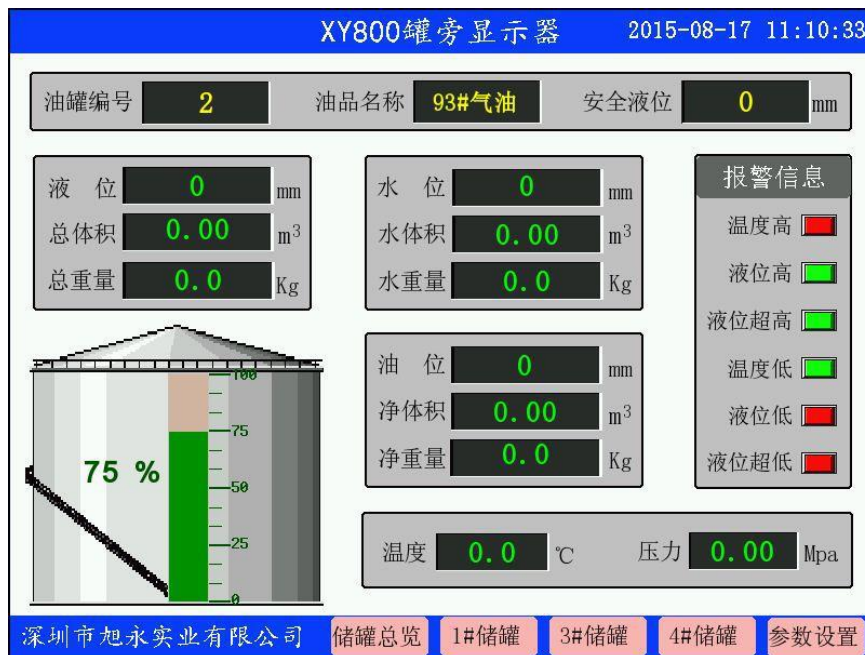 XY800罐旁显示器 2015-08-17 11:10:33
油罐编号 2 油品名称 93#气油 安全液位 0 mm
液 位 0 mm
总体积 0.00 m³
总重量 0.0 Kg
水 位 0 mm
水体积 0.00 m³
水重量 0.0 Kg
报警信息
温度高
液位高
液位超高
温度低
液位低
液位超低
油 位 0 mm
净体积 0.00 m³
净重量 0.0 Kg
100
75
50
25
0
75 %
温度 0.0 ℃ 压力 0.00 Mpa
深圳市旭永实业有限公司 储罐总览 1#储罐 3#储罐 4#储罐 参数设置